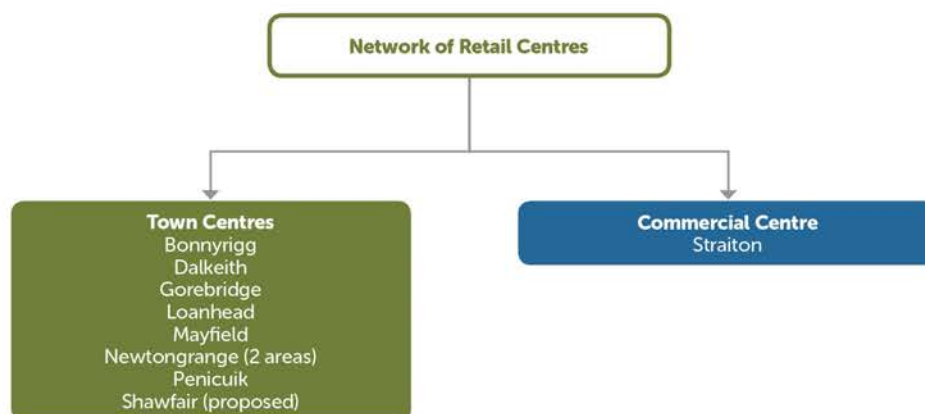 Network of Retail Centres
Town Centres
Bonnyrigg
Dalkeith
Gorebridge
Loanhead
Mayfield
Newtongrange (2 areas)
Penicuik
Shawfair (proposed)
Commercial Centre
Straiton